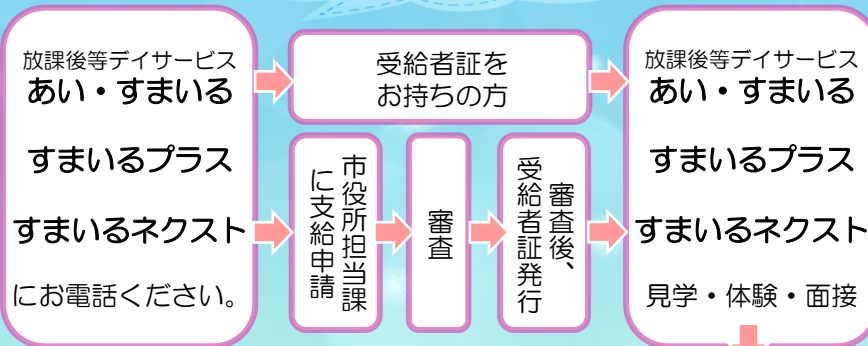 放課後等デイサービス
あい・すまいる
すまいるプラス
すまいるネクスト
にお電話ください。
受給者証を
お持ちの方
市役所担当課
に支給申請
審査
審査後、
受給者証発行
放課後等デイサービス
あい・すまいる
すまいるプラス
すまいるネクスト
見学・体験・面接